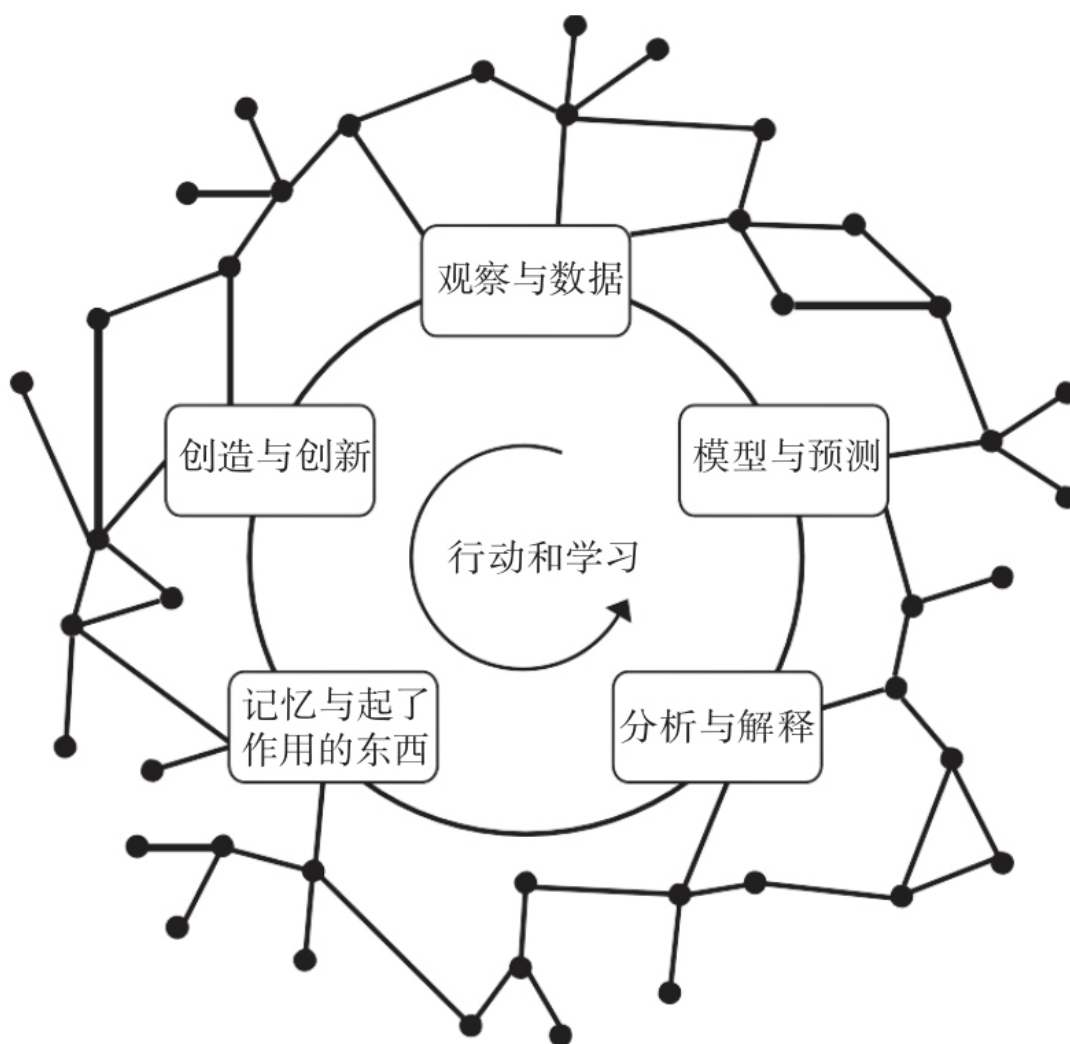 观察与数据
创造与创新
模型与预测
行动和学习
记忆与起了
作用的东西
分析与解释